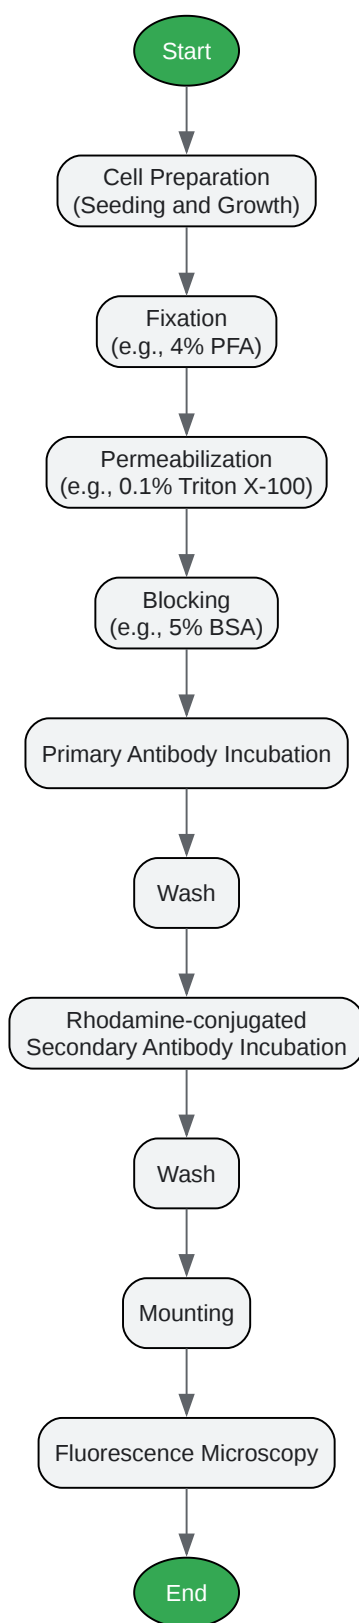 Start
Cell Preparation
(Seeding and Growth)
Fixation
(e.g., 4% PFA)
Permeabilization
(e.g., 0.1% Triton X-100)
Blocking
(e.g., 5% BSA)
Primary Antibody Incubation
Wash
Rhodamine-conjugated
Secondary Antibody Incubation
Wash
Mounting
Fluorescence Microscopy
End